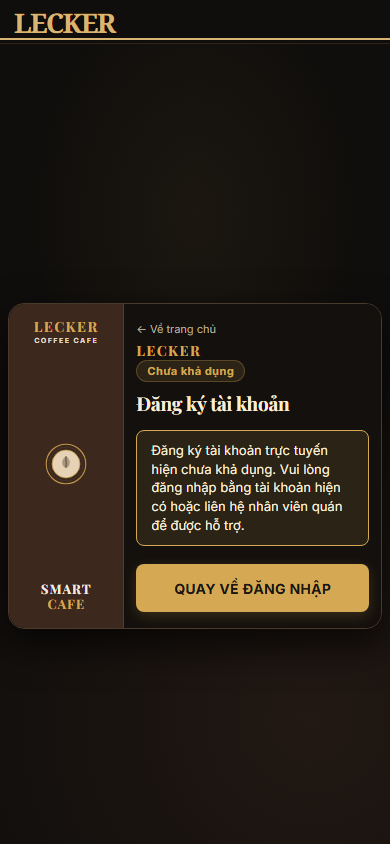 LECKER
LECKER
COFFEE CAFE
SMART
CAFE
← Về trang chủ
LECKER
Chưa khả dụng
Đăng ký tài khoản
Đăng ký tài khoản trực tuyến
hiện chưa khả dụng. Vui lòng
đăng nhập bằng tài khoản hiện
có hoặc liên hệ nhân viên quán
để được hỗ trợ.
QUAY VỀ ĐĂNG NHẬP